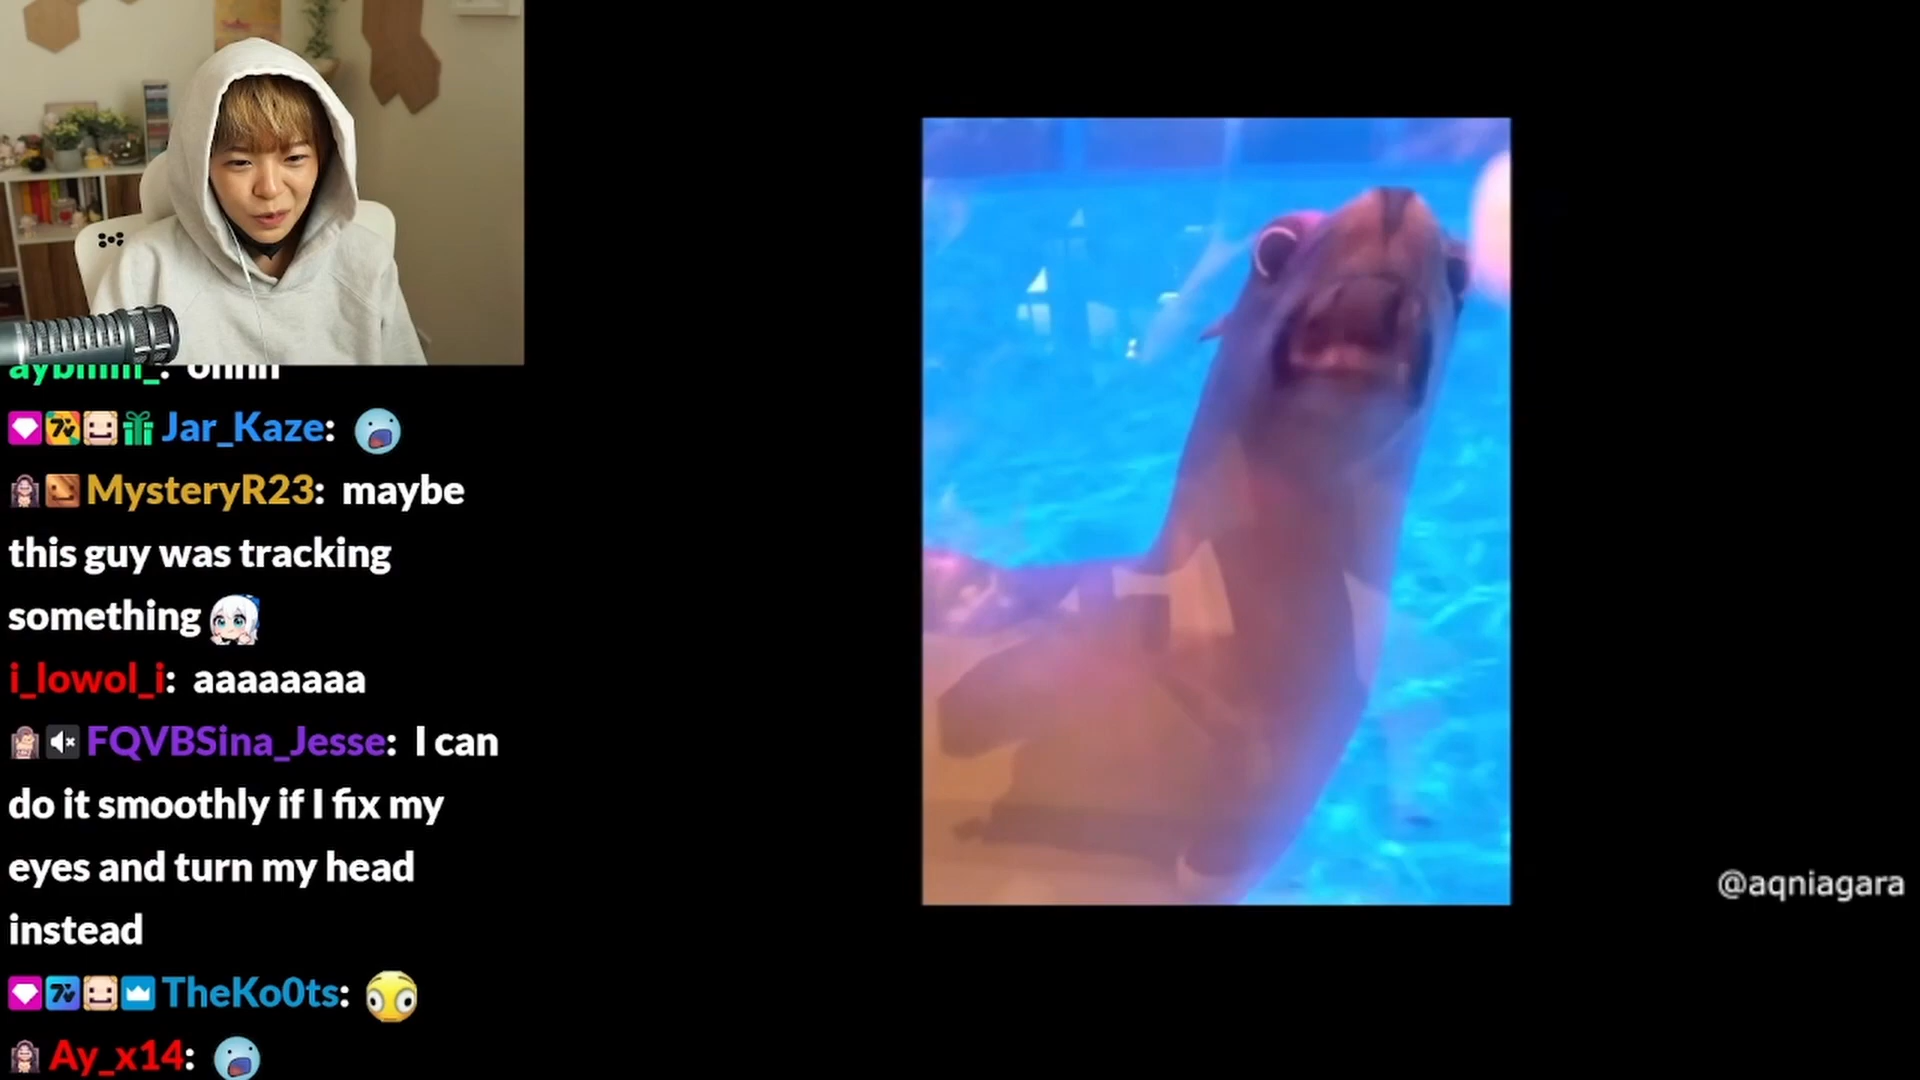 Jar_Kaze:
MysteryR23: maybe
this guy was tracking
something
i_lowol_i: aaaaaaaa
FQVBSina_Jesse: I can
do it smoothly if I fix my
eyes and turn my head
instead
TheKo0ts:
Ay_x14:
@aqniagara